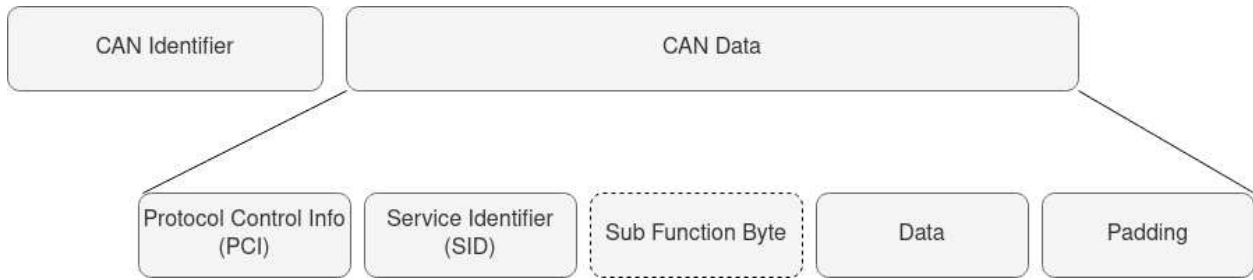 CAN Identifier
CAN Data
Protocol Control Info
(PCI)
Service Identifier
(SID)
Sub Function Byte
Data
Padding